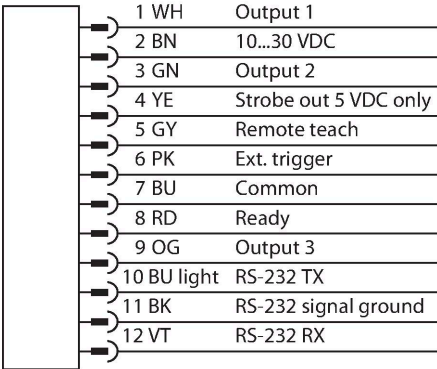 1 WH Output 1
2 BN 10...30 VDC
3 GN Output 2
4 YE Strobe out 5 VDC only
5 GY Remote teach
6 PK Ext. trigger
7 BU Common
8 RD Ready
9 OG Output 3
10 BU light RS-232 TX
11 BK RS-232 signal ground
12 VT RS-232 RX